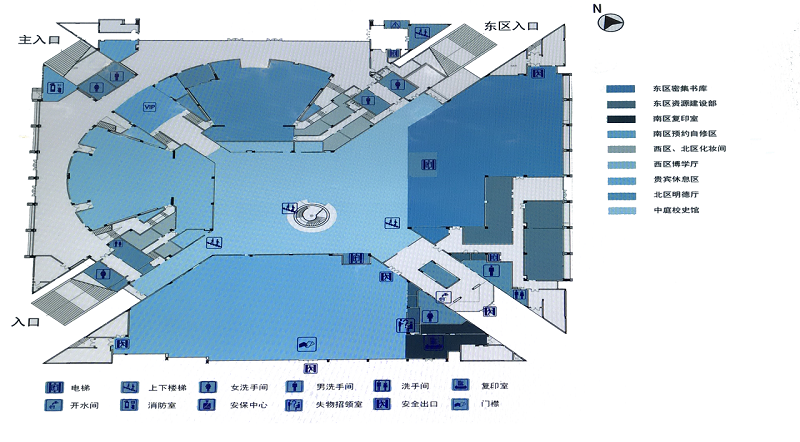 N
主入口
东区入口
VIP
入口
东区密集书库
东区资源建设部
南区复印室
南区预约自修区
西区、北区化妆间
西区博学厅
贵宾休息区
北区明德厅
中庭校史馆
电梯
上下楼梯
女洗手间
男洗手间
洗手间
复印室
开水间
消防室
安保中心
失物招领室
安全出口
门襟